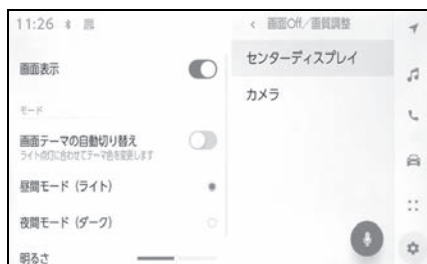 11:26
画面表示
モード
画面テーマの自動切り替え
ライト点灯に合わせてテーマ色を変更します
昼間モード（ライト）
夜間モード（ダーク）
明るさ
< 画面Off／画質調整
センターディスプレイ
カメラ